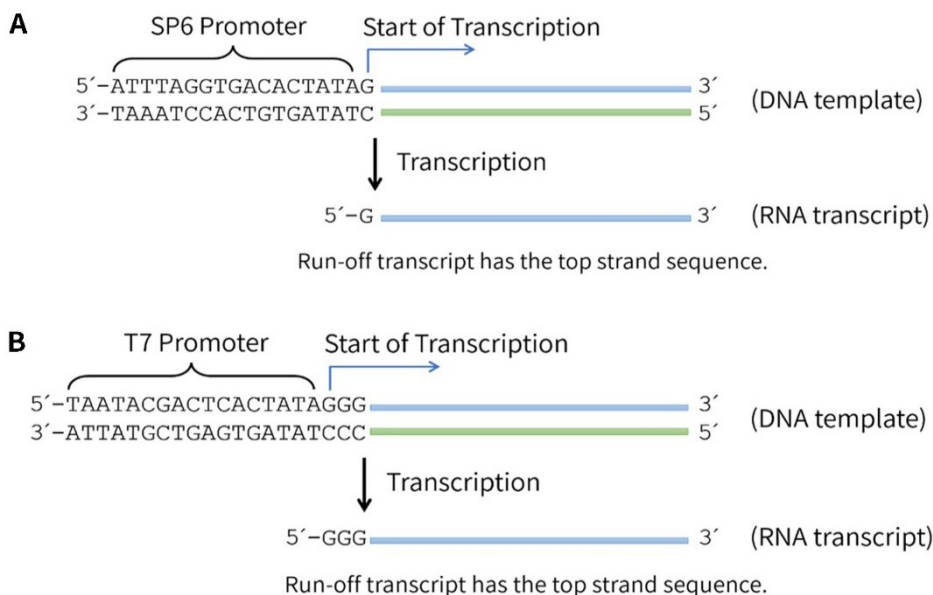 A
SP6 Promoter
Start of Transcription
5´-ATTTAGGTGACACTATAG 3´
3´-TAAATCCACTGTGATATC 5´
(DNA template)
Transcription
5´-G 3´ (RNA transcript)
Run-off transcript has the top strand sequence.
B
T7 Promoter
Start of Transcription
5´-TAATACGACTCACTATAGGG 3´
3´-ATTATGCTGAGTGATATCCC 5´
(DNA template)
Transcription
5´-GGG 3´ (RNA transcript)
Run-off transcript has the top strand sequence.